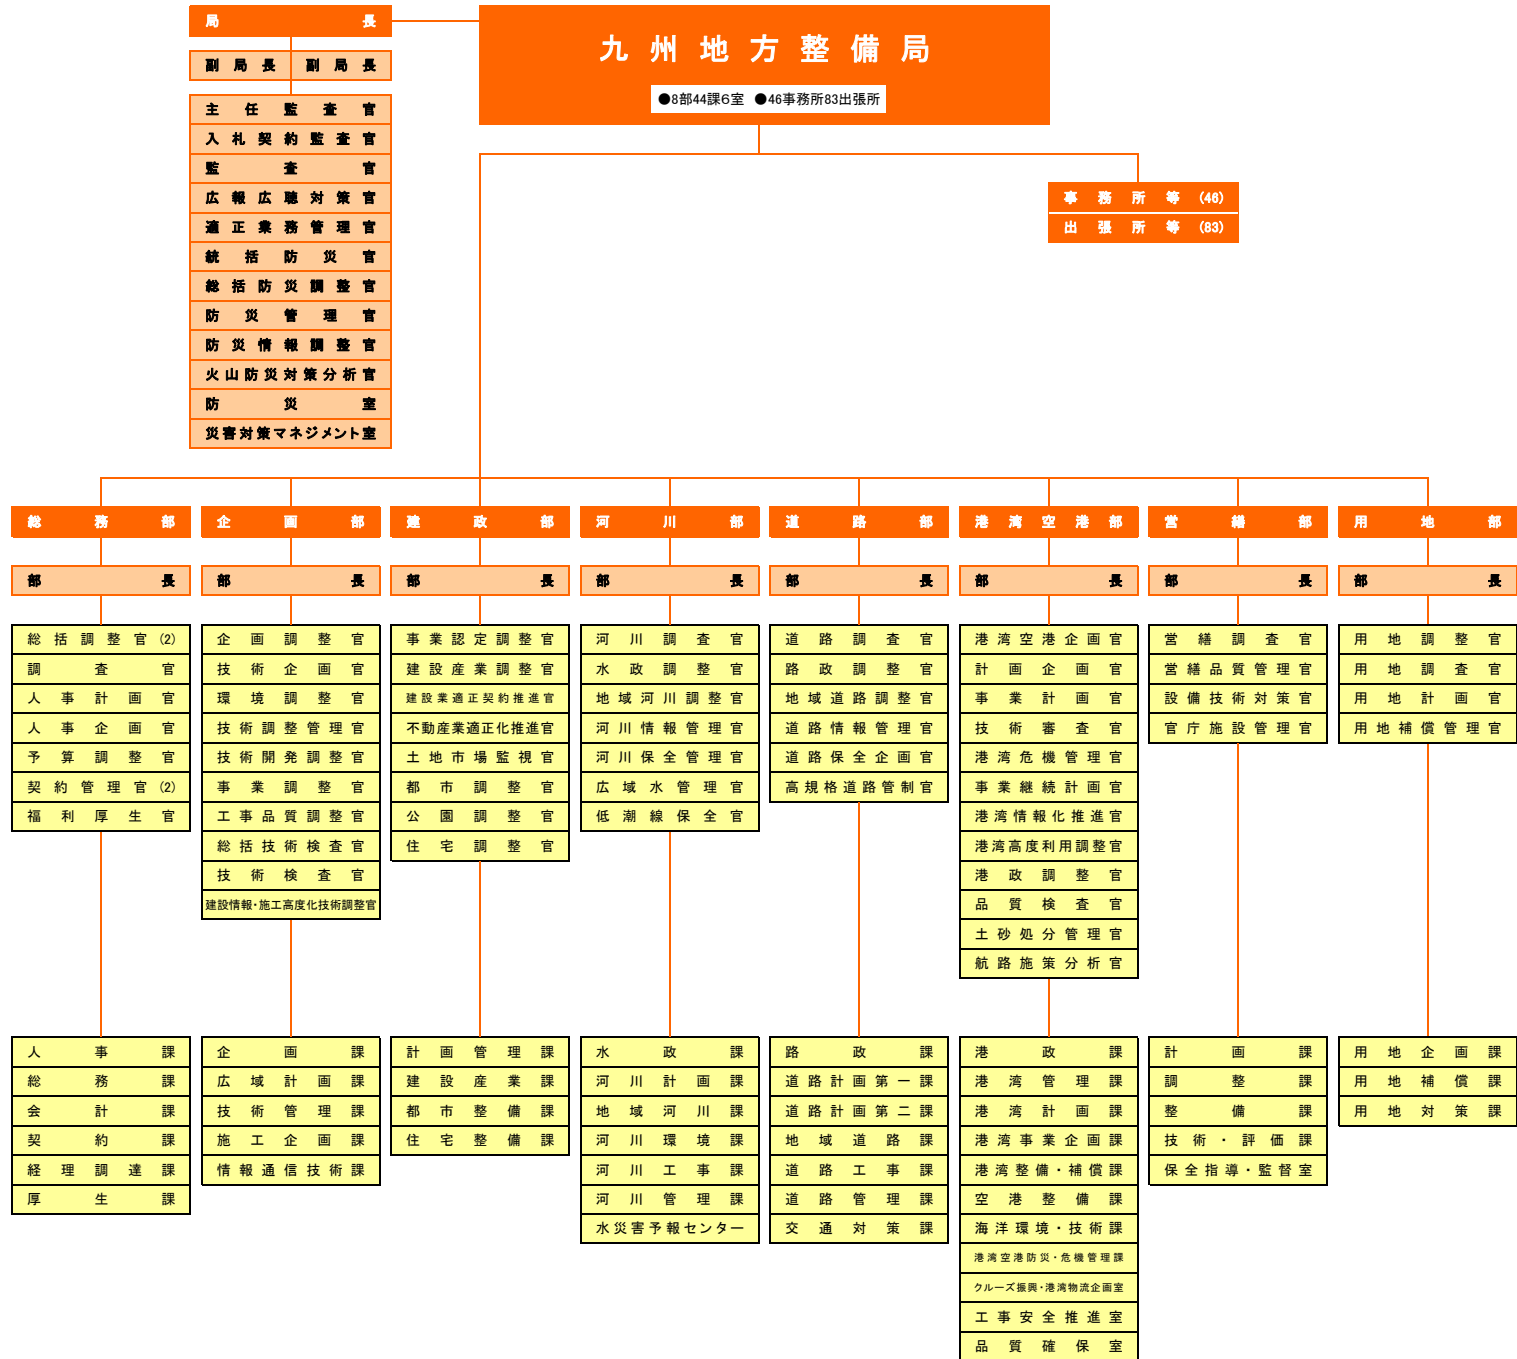 局長
九州地方整備局
副局長 副局長
●8部44課6室 ●46事務所83出張所
主任監査官
入札契約監査官
監査官
広報広聴対策官
適正業務管理官
統括防災官
総括防災調整官
防災管理官
防災情報調整官
火山防災対策分析官
防災室
災害対策マネジメント室
事務所等(46)
出張所等(83)
総務部
部長
総括調整官(2)
調査官
人事計画官
人事企画官
予算調整官
契約管理官(2)
福利厚生官
人事課
総務課
会計課
契約課
経理調達課
厚生課
企画部
部長
企画調整官
技術企画官
環境調整官
技術調整管理官
技術開発調整官
事業調整官
工事品質調整官
総括技術検査官
技術検査官
建設情報・施工高度化技術調整官
企画課
広域計画課
技術管理課
施工企画課
情報通信技術課
建政部
部長
事業認定調整官
建設産業調整官
建設業適正契約推進官
不動産業適正化推進官
土地市場監視官
都市調整官
公園調整官
住宅調整官
計画管理課
建設産業課
都市整備課
住宅整備課
河川部
部長
河川調査官
水政調整官
地域河川調整官
河川情報管理官
河川保全管理官
広域水管理官
低潮線保全官
水政課
河川計画課
地域河川課
河川環境課
河川工事課
河川管理課
水災害予報センター
道路部
部長
道路調査官
路政調整官
地域道路調整官
道路情報管理官
道路保全企画官
高規格道路管制官
路政課
道路計画第一課
道路計画第二課
地域道路課
道路工事課
道路管理課
交通対策課
港湾空港部
部長
港湾空港企画官
計画企画官
事業計画官
技術審査官
港湾危機管理官
事業継続計画官
港湾情報化推進官
港湾高度利用調整官
港政調整官
品質検査官
土砂処分管理官
航路施策分析官
港政課
港湾管理課
港湾計画課
港湾事業企画課
港湾整備・補償課
空港整備課
海洋環境・技術課
港湾空港防災・危機管理課
クルーズ振興・港湾物流企画室
工事安全推進室
品質確保室
営繕部
部長
営繕調査官
営繕品質管理官
設備技術対策官
官庁施設管理官
計画課
調整課
整備課
技術・評価課
保全指導・監督室
用地部
部長
用地調整官
用地調査官
用地計画官
用地補償管理官
用地企画課
用地補償課
用地対策課